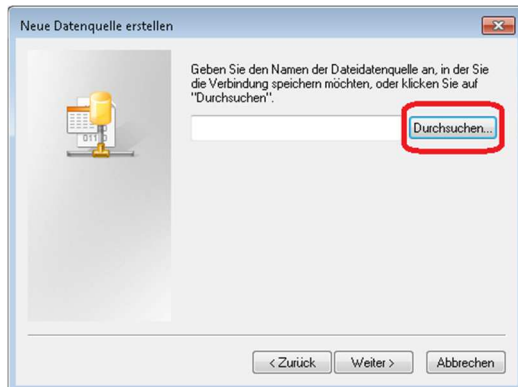 Neue Datenquelle erstellen
Geben Sie den Namen der Dateidatenquelle an, in der Sie
die Verbindung speichern möchten, oder klicken Sie auf
"Durchsuchen".
Durchsuchen...
< Zurück
Weiter >
Abbrechen